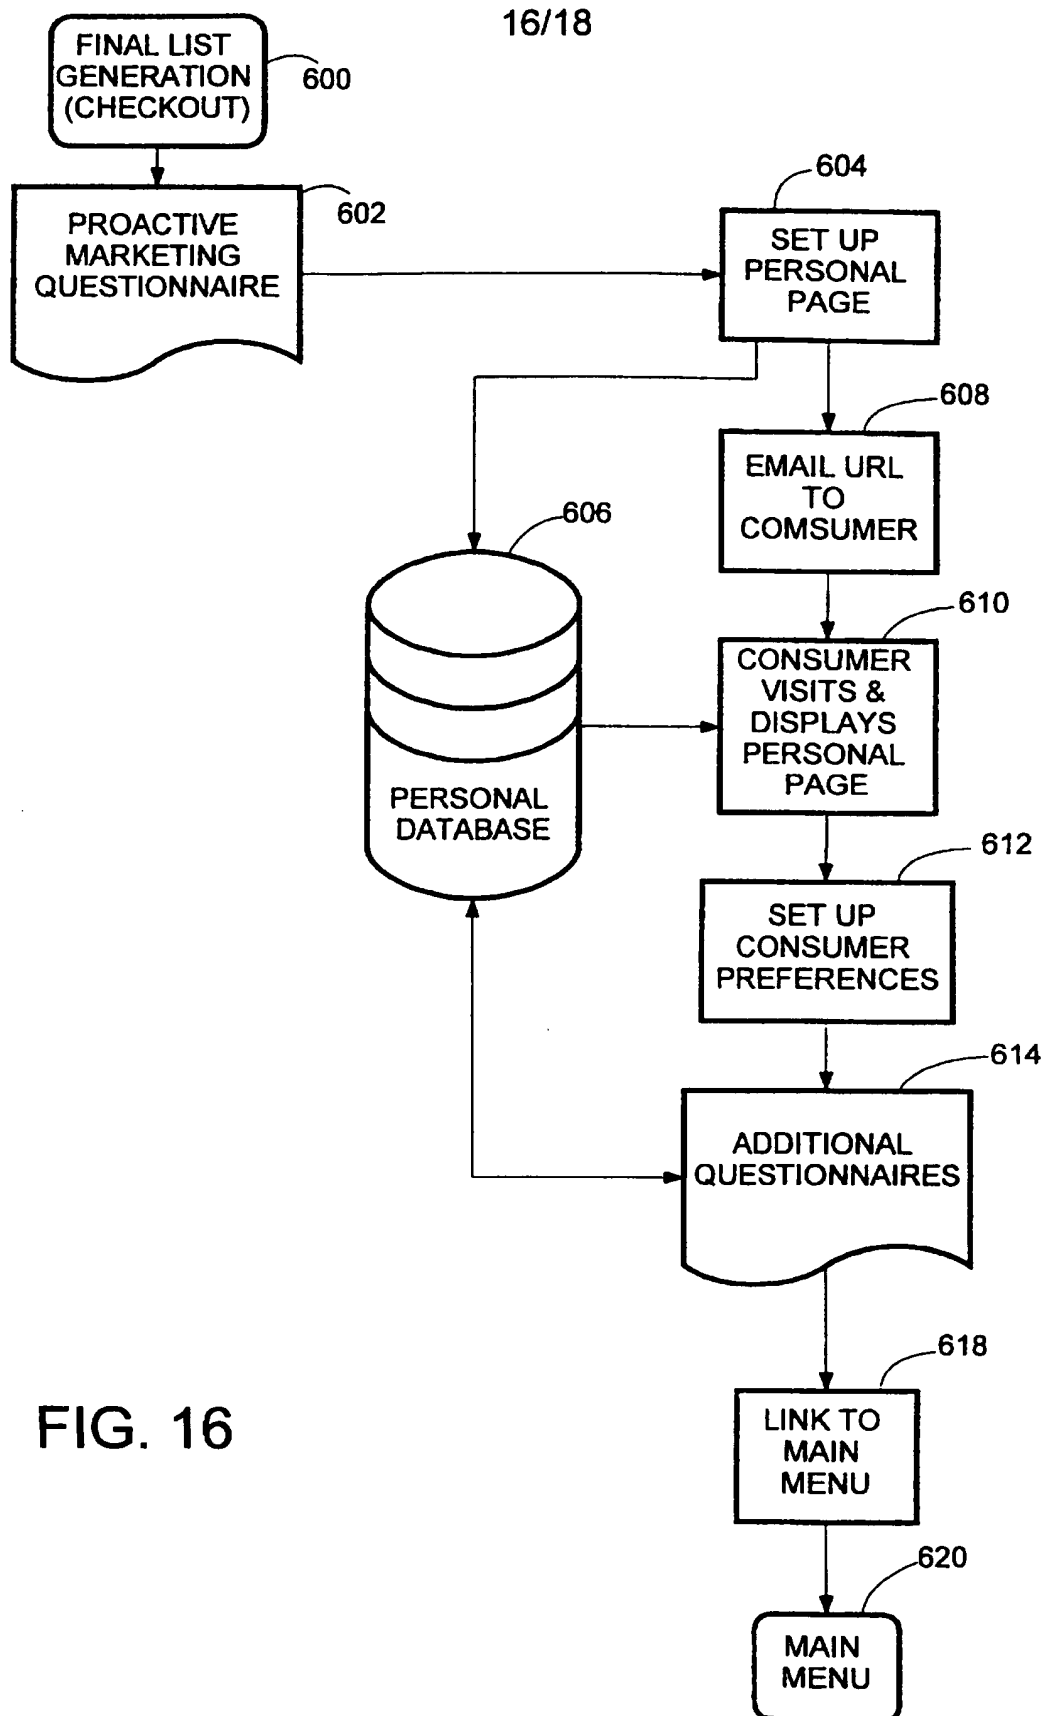 16/18
FINAL LIST
GENERATION
(CHECKOUT)
600
PROACTIVE
MARKETING
QUESTIONNAIRE
602
604
SET UP
PERSONAL
PAGE
608
EMAIL URL
TO
COMSUMER
606
PERSONAL
DATABASE
610
CONSUMER
VISITS &
DISPLAYS
PERSONAL
PAGE
612
SET UP
CONSUMER
PREFERENCES
614
ADDITIONAL
QUESTIONNAIRES
618
LINK TO
MAIN
MENU
FIG. 16
620
MAIN
MENU